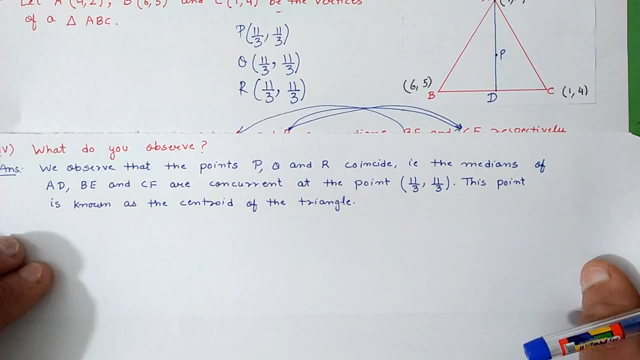 Let A(4,2), B(6,5) and C(1,4) be the vertices
of a Δ ABC.
P(11/3, 11/3)
Q(11/3, 11/3)
R(11/3, 11/3)
P
(6,5)
B
D
C
(1,4)
BE and CF respectively
iv) What do you observe?
Ans: We observe that the points P, Q and R coincide, ie the medians of
AD, BE and CF are concurrent at the point (11/3, 11/3). This point
is known as the centroid of the triangle.